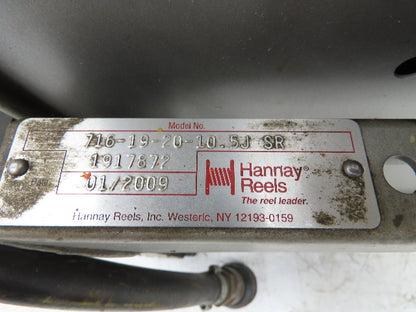 Model No.
716-19-20-10.5J SR
1917872
01/2009
Hannay®
Reels
The reel leader.
Hannay Reels, Inc. Westerlo, NY 12193-0159